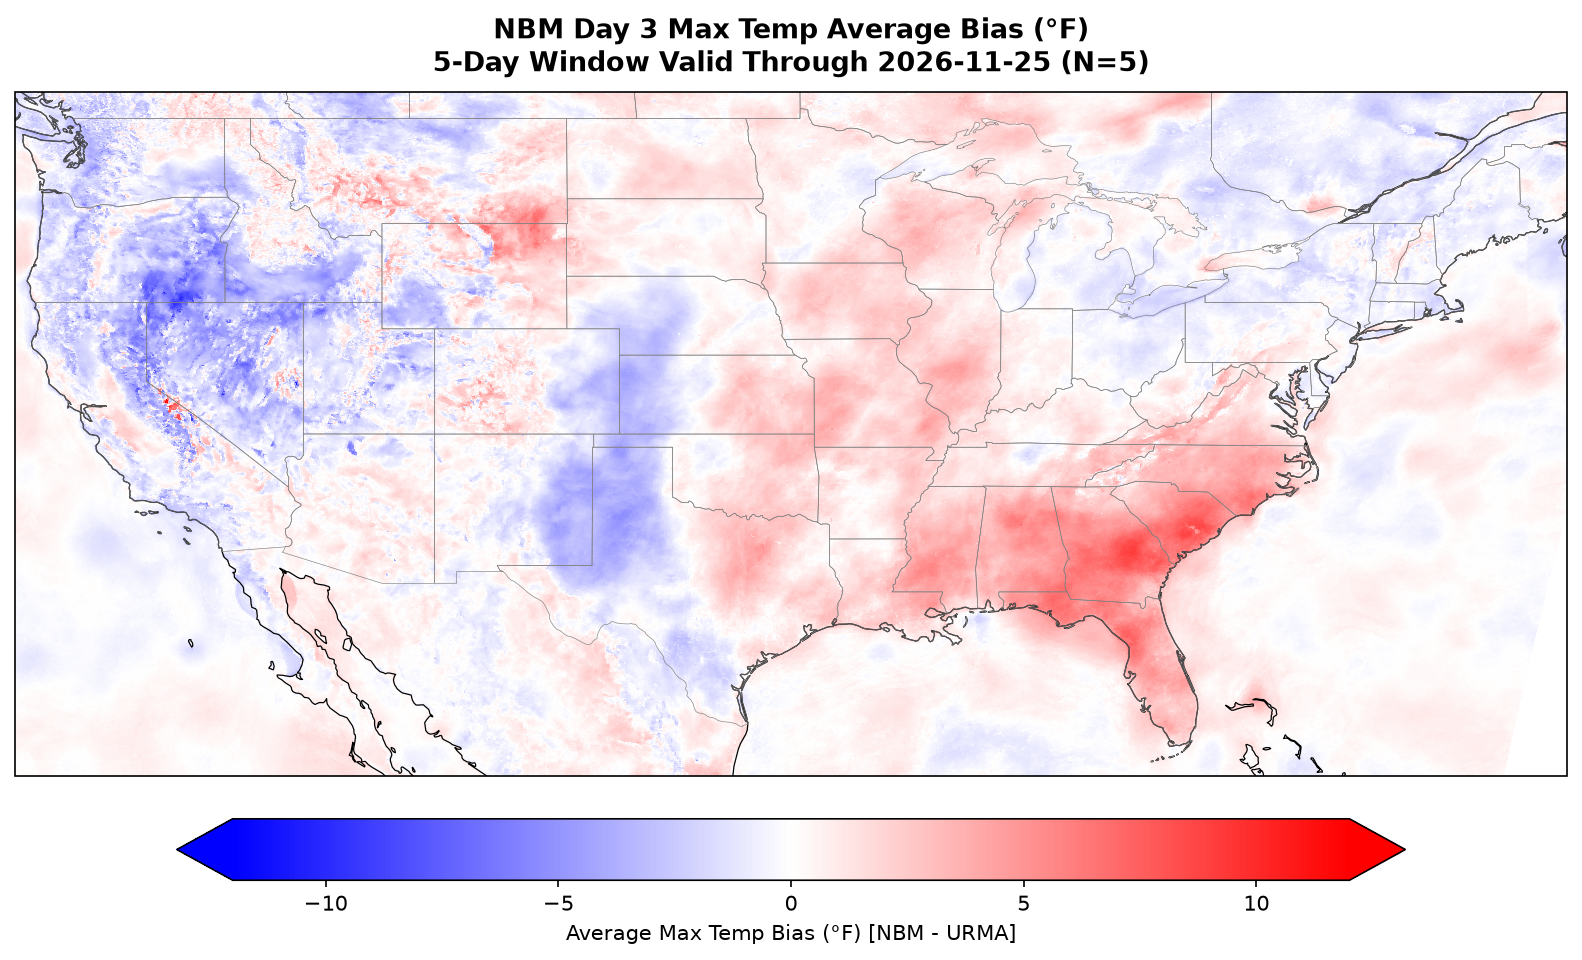 NBM Day 3 Max Temp Average Bias (°F)
5-Day Window Valid Through 2026-11-25 (N=5)
−10 −5 0 5 10
Average Max Temp Bias (°F) [NBM - URMA]